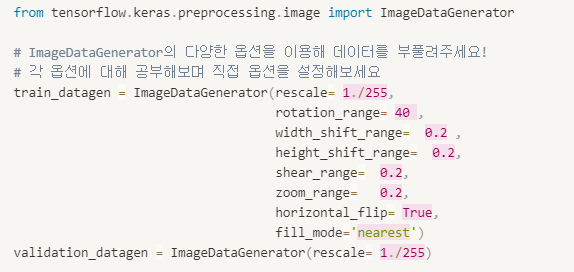 from tensorflow.keras.preprocessing.image import ImageDataGenerator
# ImageDataGenerator의 다양한 옵션을 이용해 데이터를 부풀려주세요!
# 각 옵션에 대해 공부해보며 직접 옵션을 설정해보세요
train_datagen = ImageDataGenerator(rescale= 1./255,
rotation_range= 40 ,
width_shift_range=  0.2 ,
height_shift_range=  0.2,
shear_range=  0.2,
zoom_range=   0.2,
horizontal_flip= True,
fill_mode='nearest')
validation_datagen = ImageDataGenerator(rescale= 1./255)